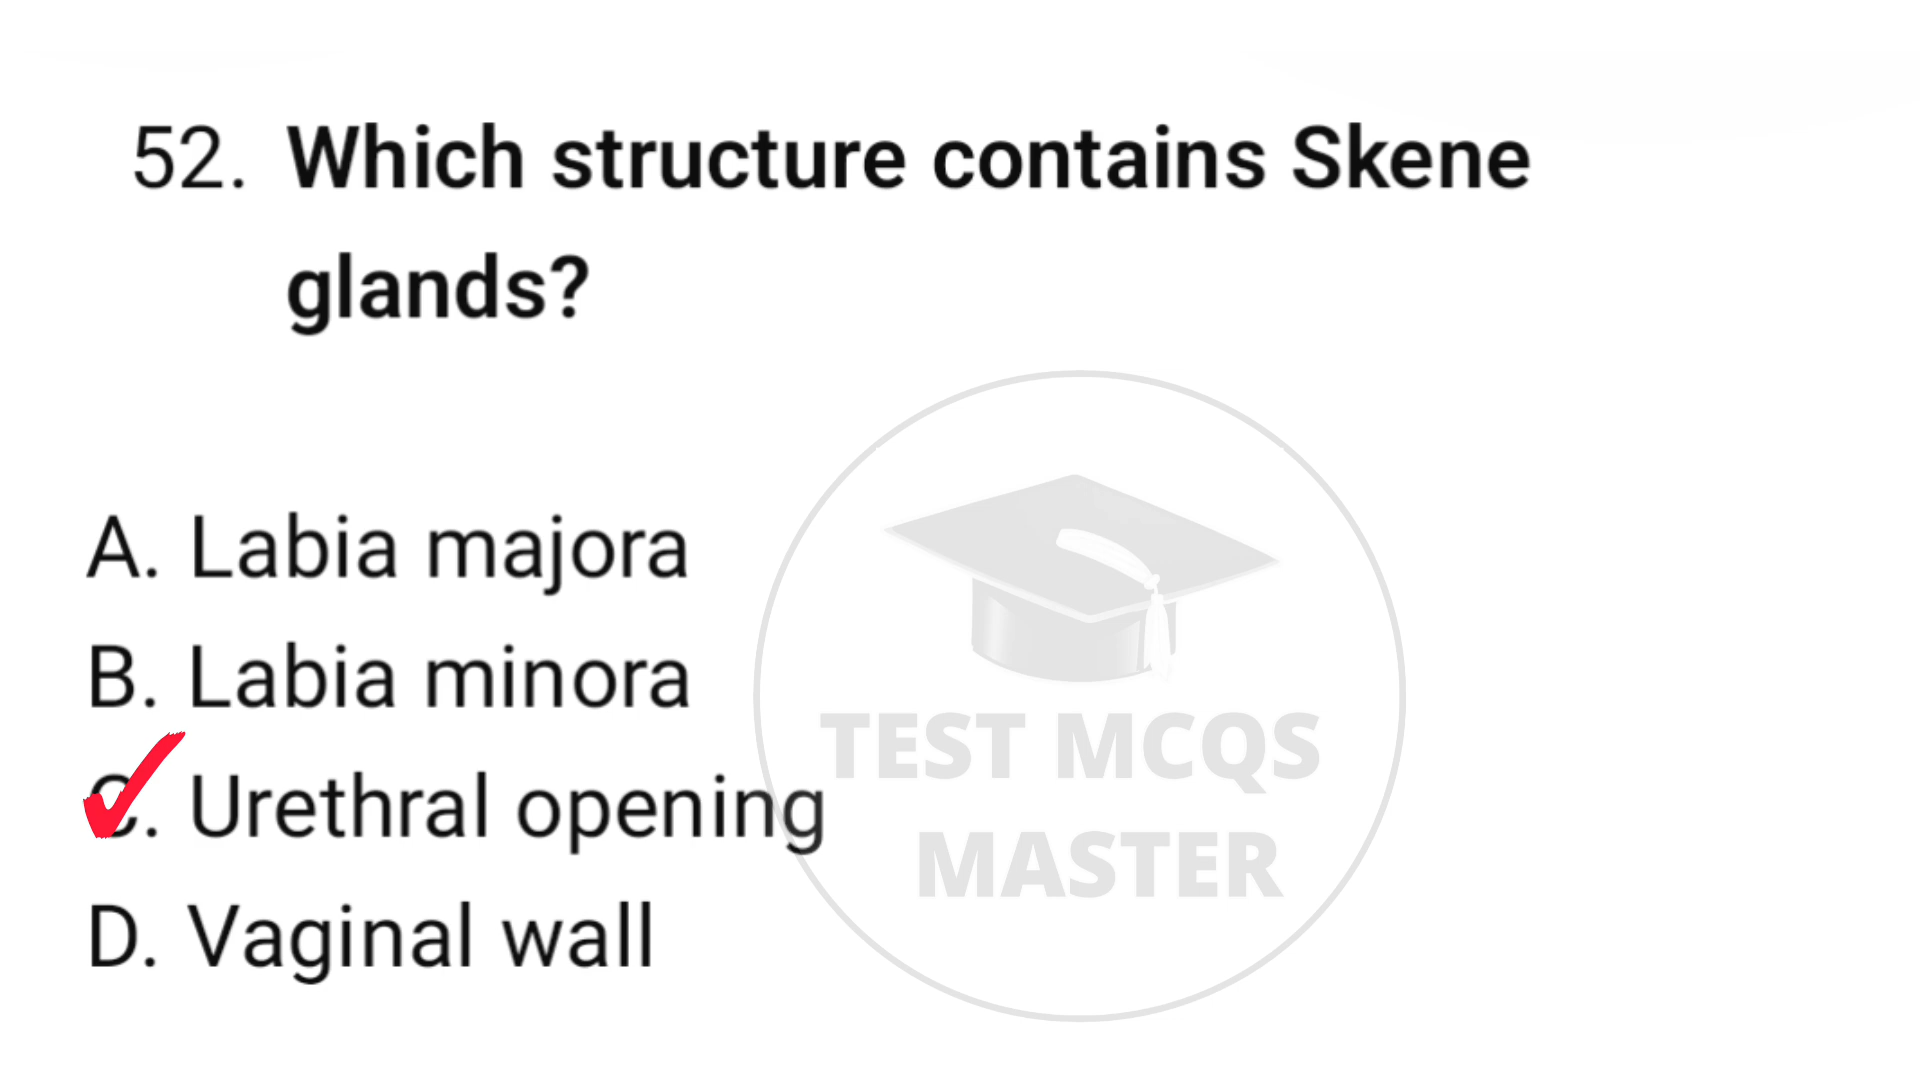 52. Which structure contains Skene
glands?
A. Labia majora
B. Labia minora
C. Urethral opening
D. Vaginal wall
TEST MCQS
MASTER